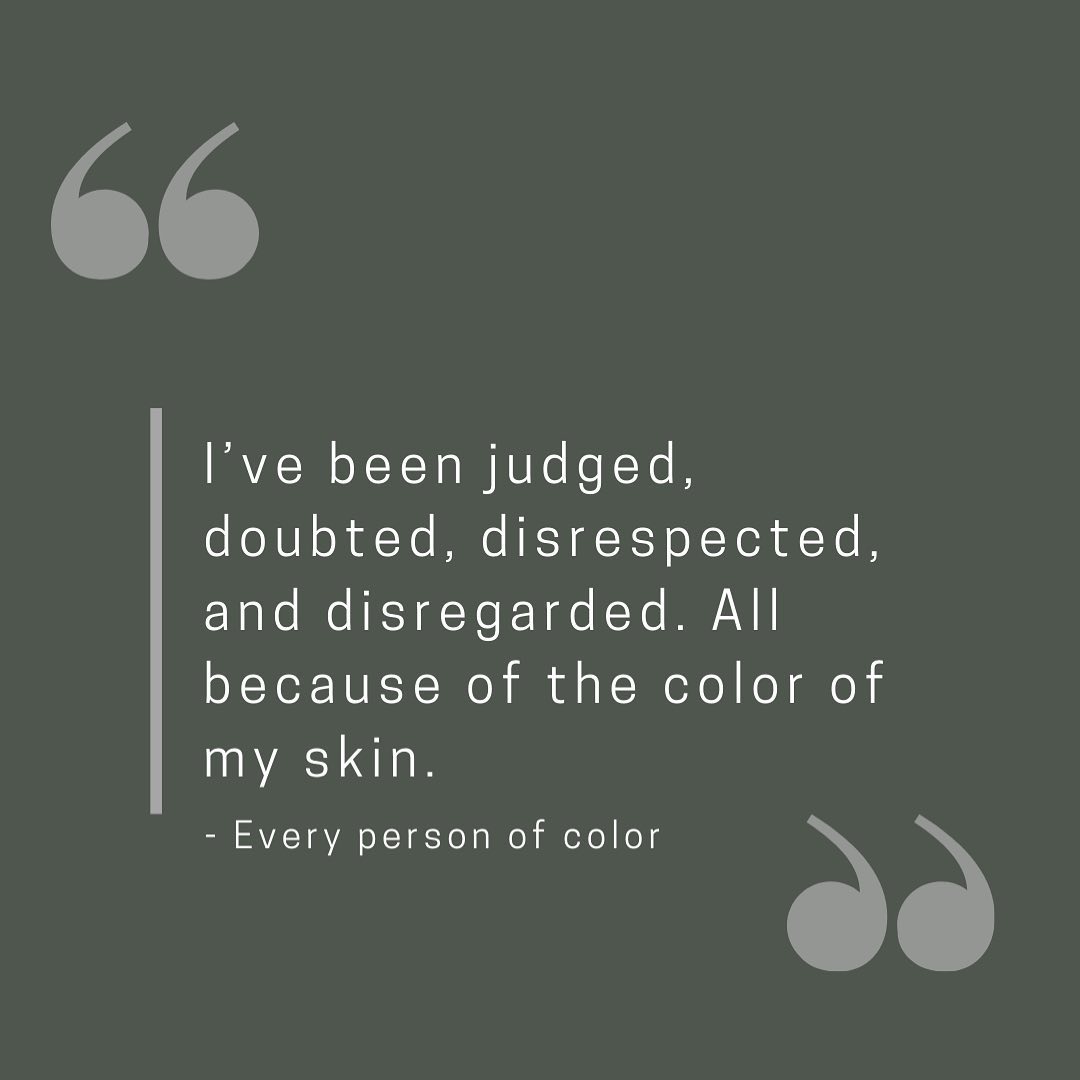 I’ve been judged,
doubted, disrespected,
and disregarded. All
because of the color of
my skin.
- Every person of color